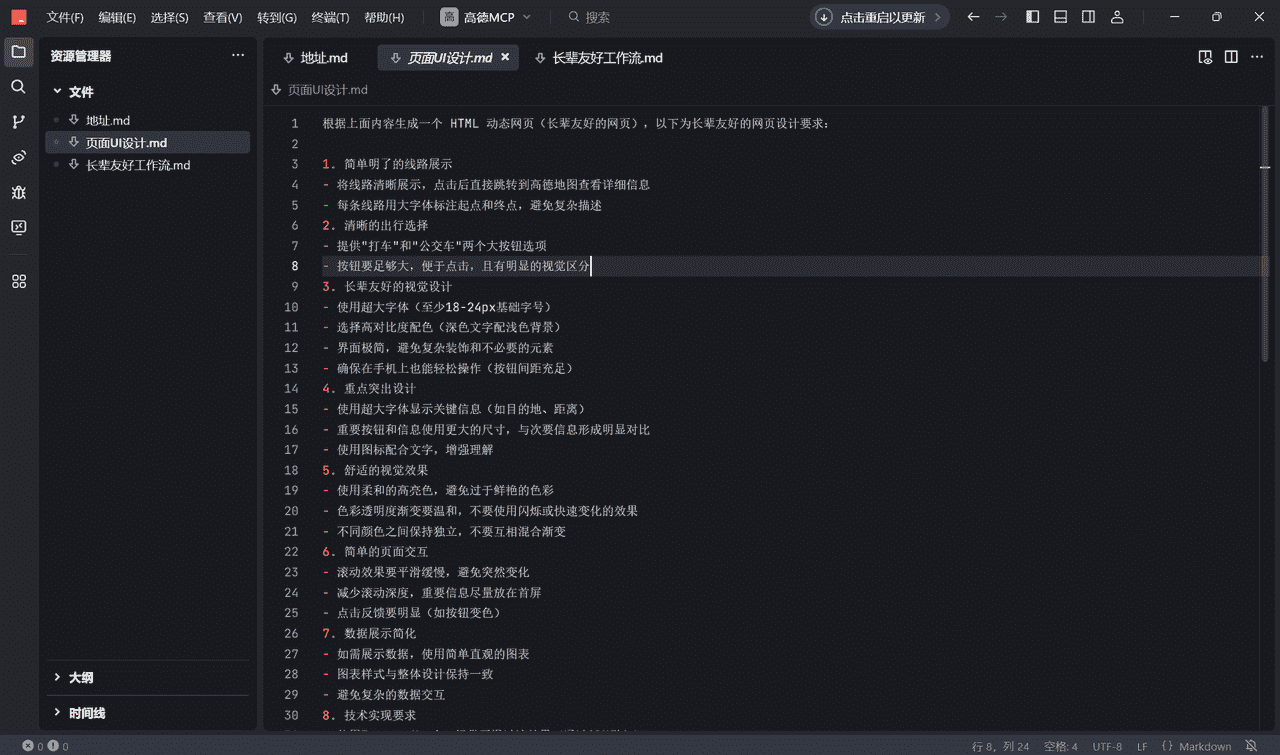 文件(F) 编辑(E) 选择(S) 查看(V) 转到(G) 终端(T) 帮助(H) 高 高德MCP 搜索 点击重启以更新
资源管理器
文件
地址.md
页面UI设计.md
长辈友好工作流.md
大纲
时间线
地址.md 页面UI设计.md 长辈友好工作流.md
页面UI设计.md
1 根据上面内容生成一个 HTML 动态网页（长辈友好的网页），以下为长辈友好的网页设计要求：
2
3 1. 简单明了的线路展示
4 - 将线路清晰展示，点击后直接跳转到高德地图查看详细信息
5 - 每条线路用大字体标注起点和终点，避免复杂描述
6 2. 清晰的出行选择
7 - 提供"打车"和"公交车"两个大按钮选项
8 - 按钮要足够大，便于点击，且有明显的视觉区分
9 3. 长辈友好的视觉设计
10 - 使用超大字体（至少18-24px基础字号）
11 - 选择高对比度配色（深色文字配浅色背景）
12 - 界面极简，避免复杂装饰和不必要的元素
13 - 确保在手机上也能轻松操作（按钮间距充足）
14 4. 重点突出设计
15 - 使用超大字体显示关键信息（如目的地、距离）
16 - 重要按钮和信息使用更大的尺寸，与次要信息形成明显对比
17 - 使用图标配合文字，增强理解
18 5. 舒适的视觉效果
19 - 使用柔和的高亮色，避免过于鲜艳的色彩
20 - 色彩透明度渐变要温和，不要使用闪烁或快速变化的效果
21 - 不同颜色之间保持独立，不要互相混合渐变
22 6. 简单的页面交互
23 - 滚动效果要平滑缓慢，避免突然变化
24 - 减少滚动深度，重要信息尽量放在首屏
25 - 点击反馈要明显（如按钮变色）
26 7. 数据展示简化
27 - 如需展示数据，使用简单直观的图表
28 - 图表样式与整体设计保持一致
29 - 避免复杂的数据交互
30 8. 技术实现要求
0 0 行 8，列 24 空格: 4 UTF-8 LF {} Markdown